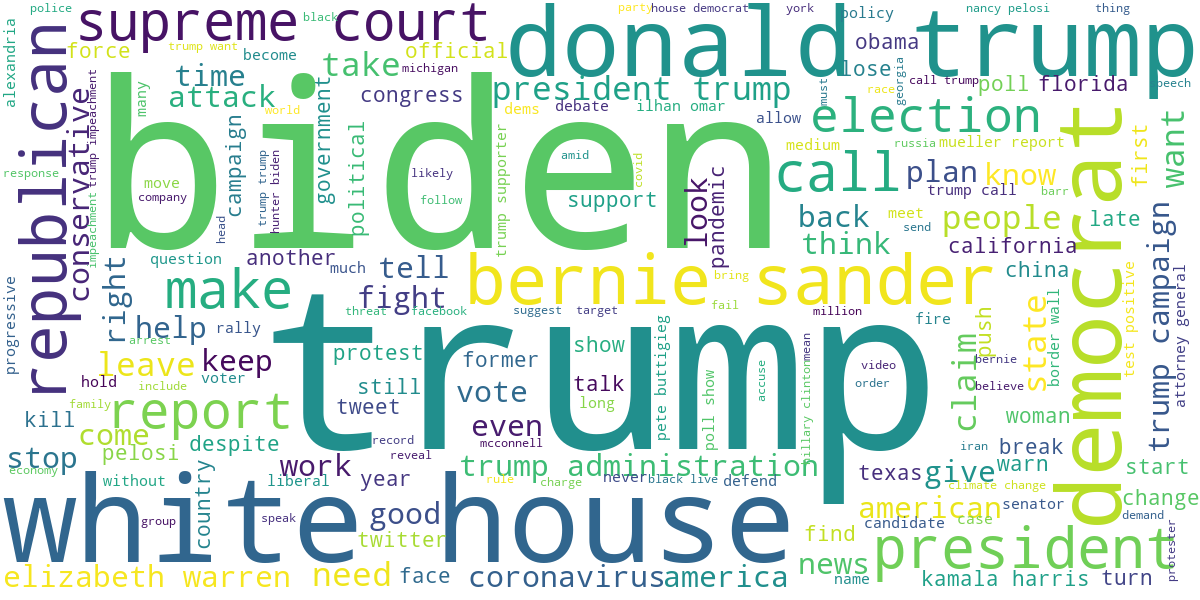 police
supreme court
black
party
house democrat
york
policy
nancy pelosi
thing
donald trump
force
trump want
become
official
obama
alexandria
republican
time
take
michigan
lose
georgia
call trump
poll
florida
speech
attack
many
conservative
trump impeachment
impeachment
biden
congress
president trump
dems
debate
ilhan omar
allow
must
race
election
world
government
campaign
political
trump supporter
amid
covid
medium
russia
mueller report
first
want
response
move
company
trump trump
hunter biden
head
likely
follow
support
look
pandemic
call
plan
know
trump call
barr
democrat
back
meet
send
people
late
think
california
question
another
much
tell
bernie sander
bring
china
progressive
right
make
fight
threat
facebook
suggest
target
fail
million
fire
push
state
border wall
test positive
trump campaign
attorney general
help
rally
arrest
trump
protest
former
show
pete buttigieg
poll show
accuse
hillary clinton
mean
video
order
claim
bernie
believe
leave
keep
voter
hold
include
still
vote
talk
long
family
kill
report
tweet
even
woman
come
despite
record
mcconnell
reveal
iran
break
stop
pelosi
economy
work
trump administration
texas
give
warn
start
without
country
liberal
year
rule
charge
never
black live
defend
climate change
change
white house
group
speak
good
american
senator
candidate
case
demand
protester
twitter
find
president
elizabeth warren
need
face
coronavirus
america
news
name
kamala harris
turn